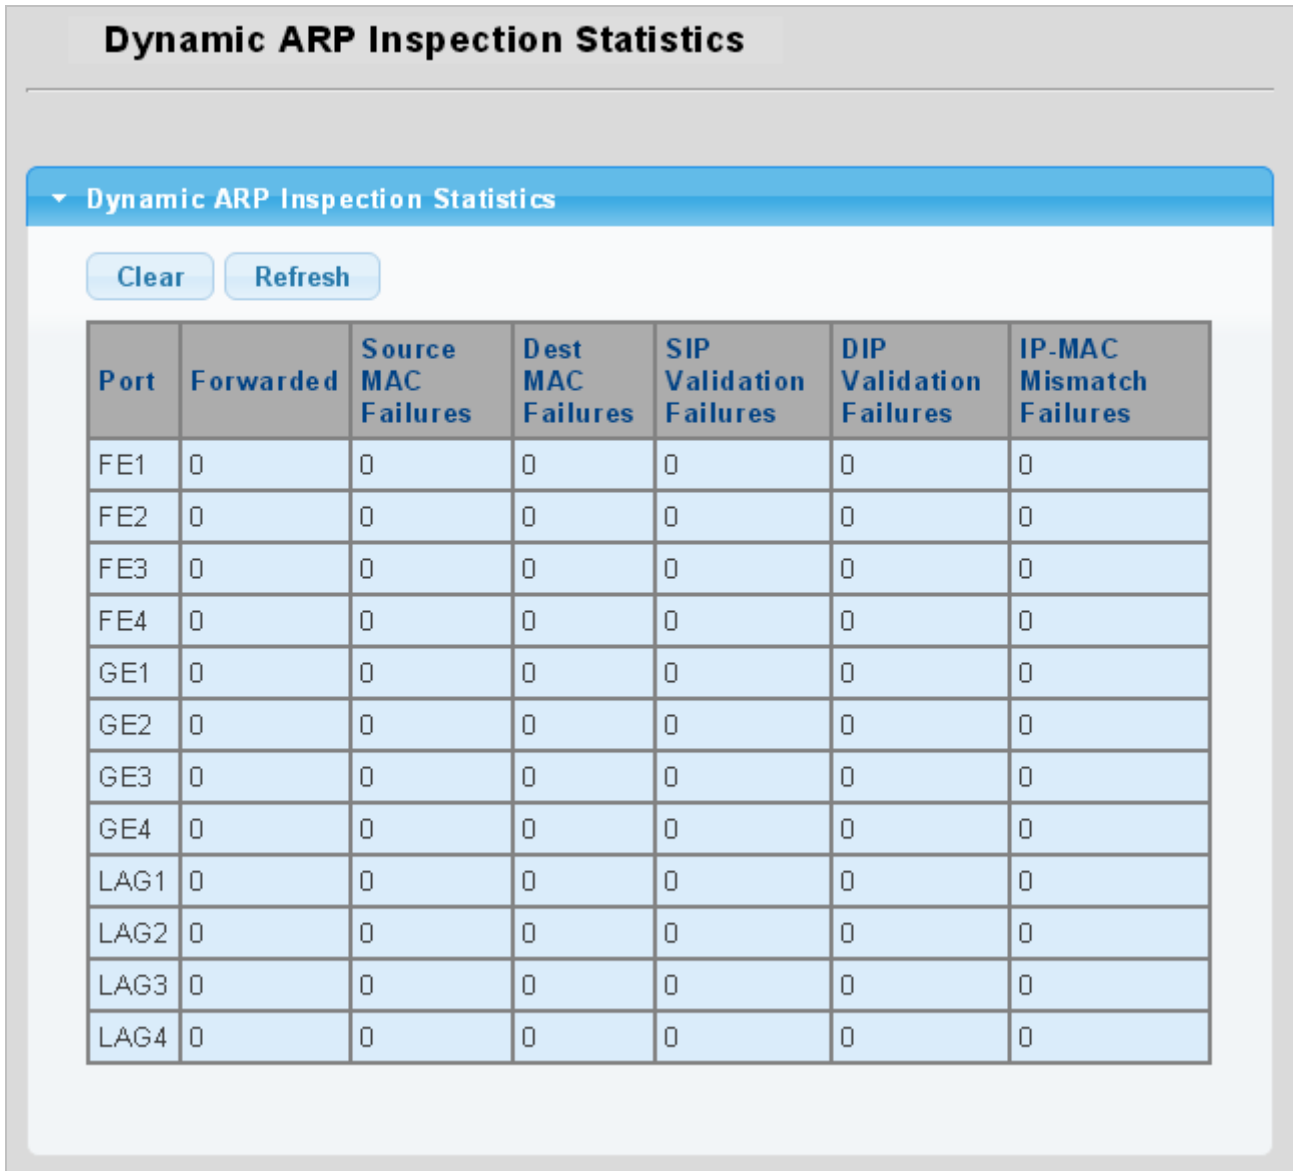 Dynamic ARP Inspection Statistics
Dynamic ARP Inspection Statistics
Clear Refresh
Port Forwarded Source MAC Failures Dest MAC Failures SIP Validation Failures DIP Validation Failures IP-MAC Mismatch Failures
FE1 0 0 0 0 0 0
FE2 0 0 0 0 0 0
FE3 0 0 0 0 0 0
FE4 0 0 0 0 0 0
GE1 0 0 0 0 0 0
GE2 0 0 0 0 0 0
GE3 0 0 0 0 0 0
GE4 0 0 0 0 0 0
LAG1 0 0 0 0 0 0
LAG2 0 0 0 0 0 0
LAG3 0 0 0 0 0 0
LAG4 0 0 0 0 0 0